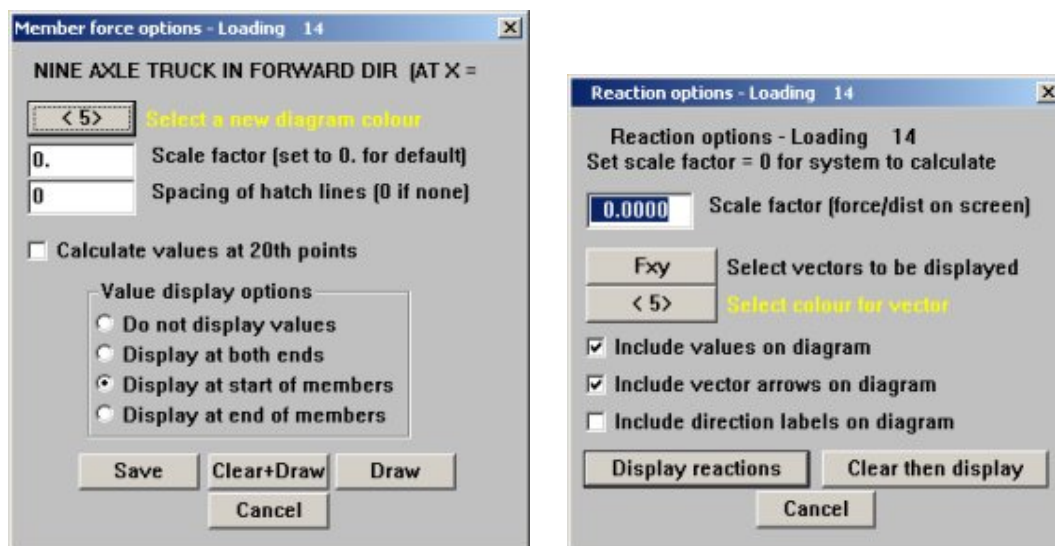 Member force options - Loading 14
NINE AXLE TRUCK IN FORWARD DIR (AT X =
< 5> Select a new diagram colour
0. Scale factor (set to 0. for default)
0 Spacing of hatch lines (0 if none)
Calculate values at 20th points
Value display options
Do not display values
Display at both ends
Display at start of members
Display at end of members
Save Clear+Draw Draw
Cancel
Reaction options - Loading 14
Reaction options - Loading 14
Set scale factor = 0 for system to calculate
0.0000 Scale factor (force/dist on screen)
Fxy Select vectors to be displayed
< 5> Select colour for vector
Include values on diagram
Include vector arrows on diagram
Include direction labels on diagram
Display reactions Clear then display
Cancel